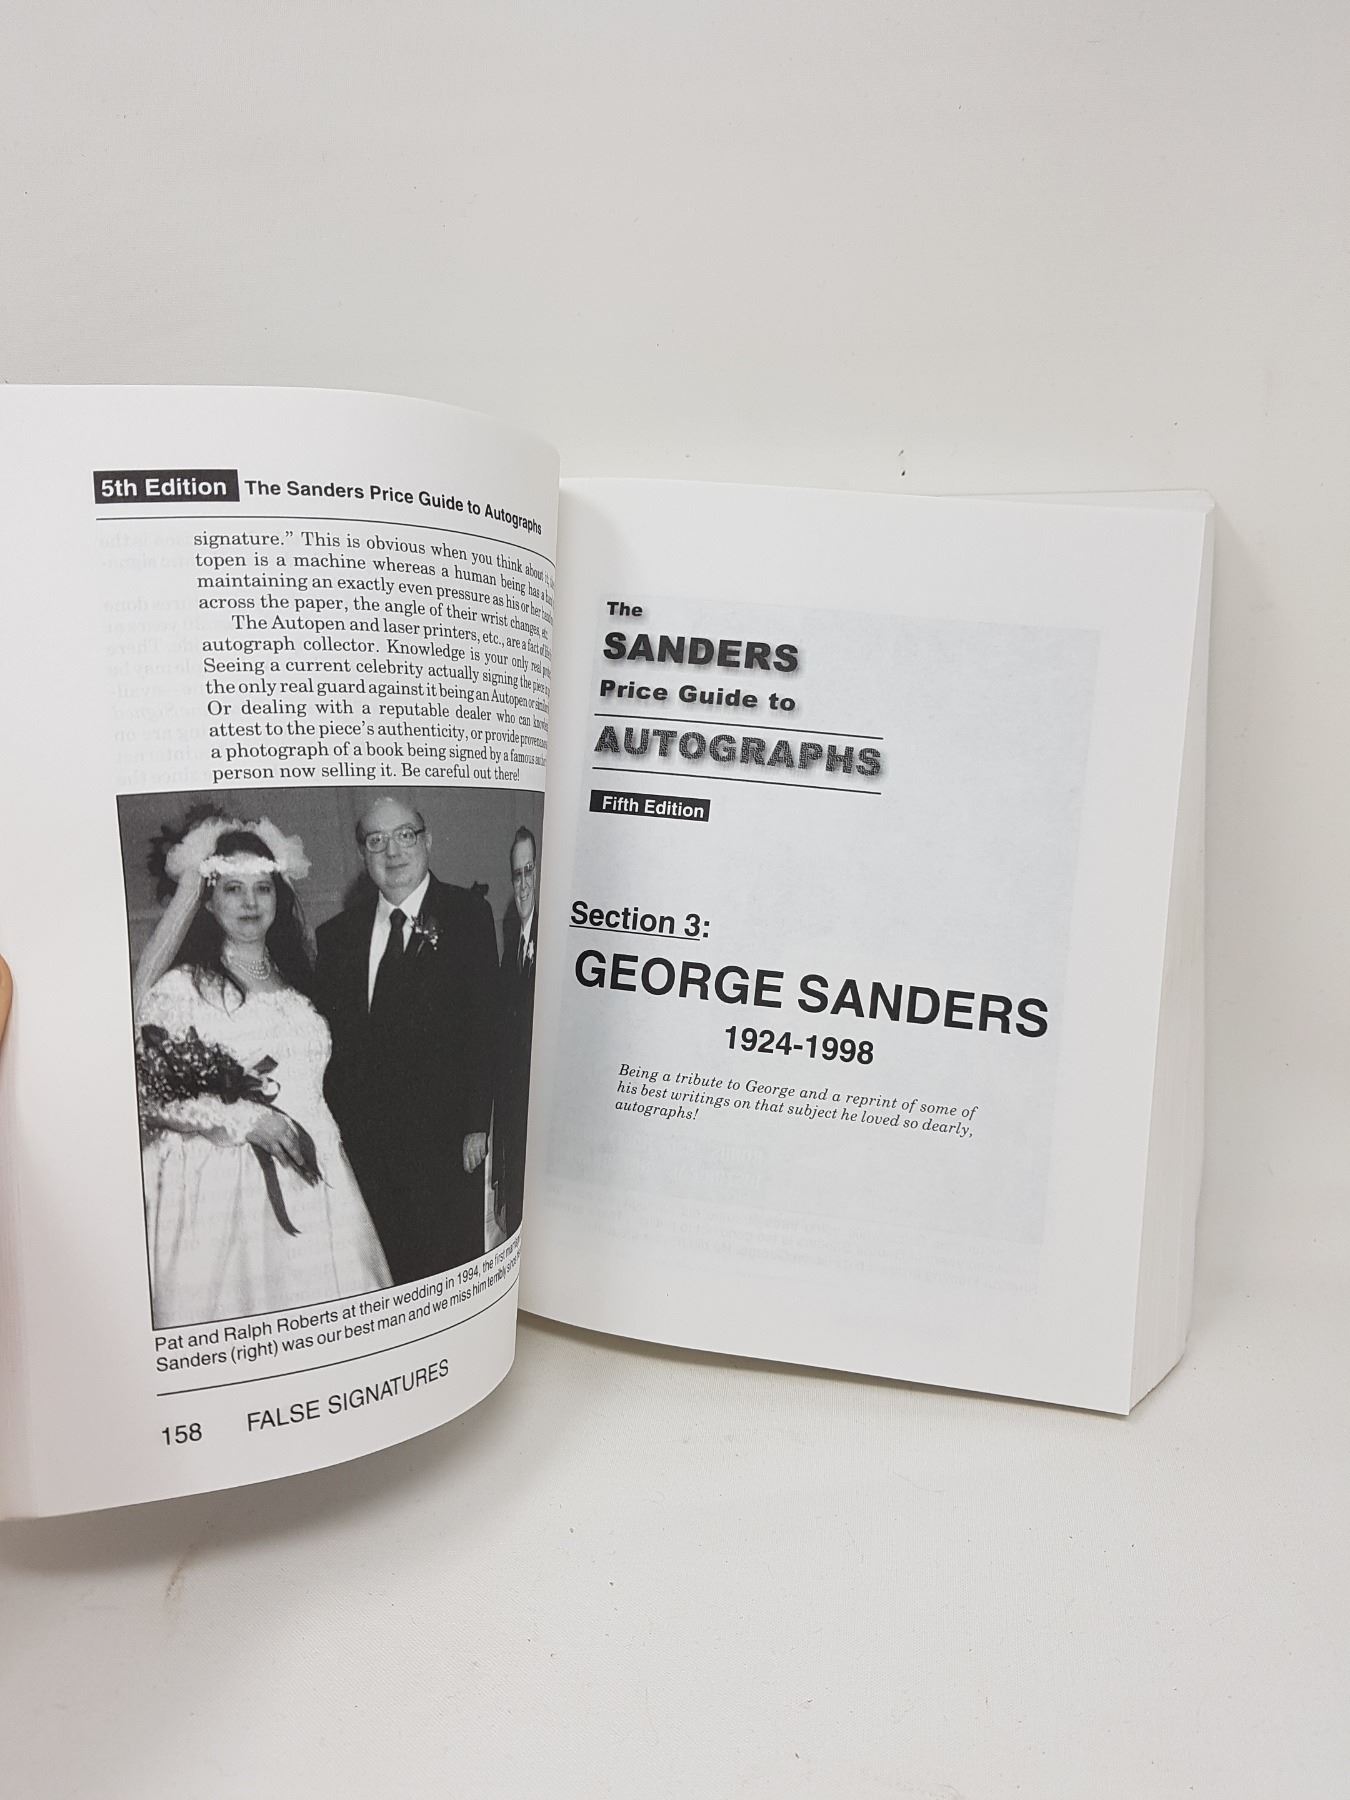 5th Edition The Sanders Price Guide to Autographs
signature.” This is obvious when you think about it,
topen is a machine whereas a human being has a
maintaining an exactly even pressure as his or her
across the paper, the angle of their wrist changes, etc.
The Autopen and laser printers, etc., are a fact of
autograph collector. Knowledge is your only real
Seeing a current celebrity actually signing the piece
the only real guard against it being an Autopen or
Or dealing with a reputable dealer who can
attest to the piece’s authenticity, or provide
a photograph of a book being signed by a famous
person now selling it. Be careful out there!
Pat and Ralph Roberts at their wedding in 1994, the first
Sanders (right) was our best man and we miss him terribly since
158 FALSE SIGNATURES
The
SANDERS
Price Guide to
AUTOGRAPHS
Fifth Edition
Section 3:
GEORGE SANDERS
1924-1998
Being a tribute to George and a reprint of some of
his best writings on that subject he loved so dearly,
autographs!